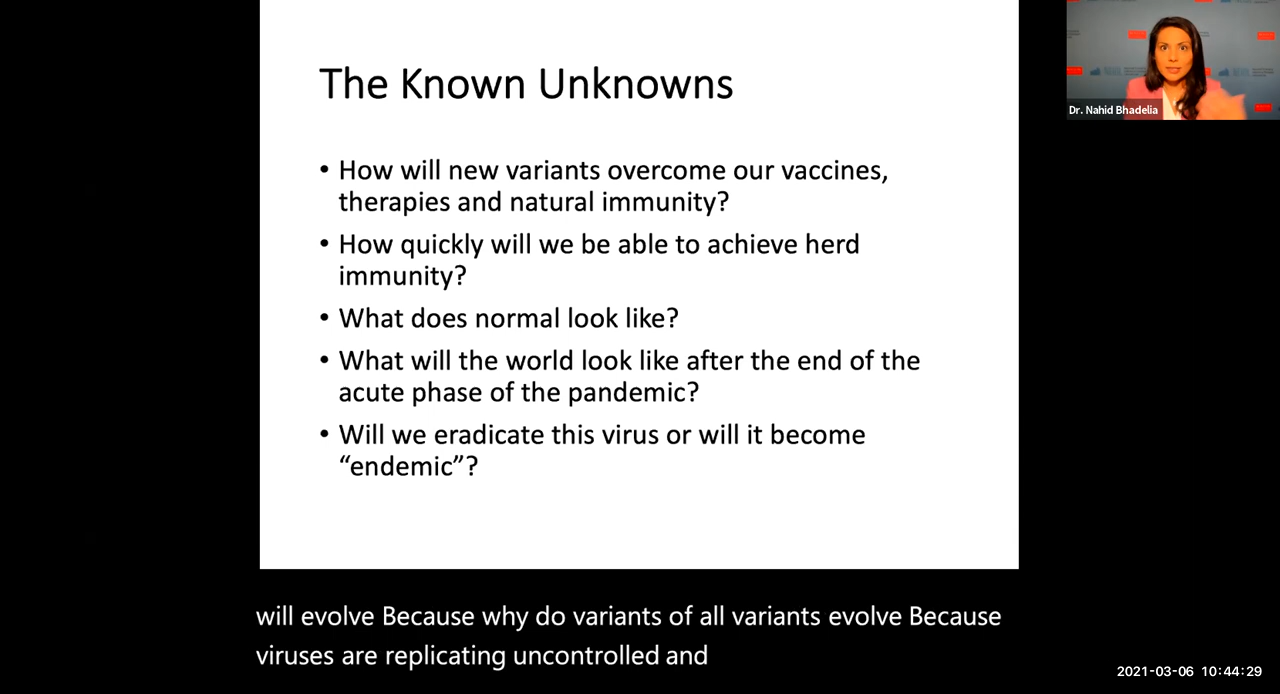 The Known Unknowns
• How will new variants overcome our vaccines,
therapies and natural immunity?
• How quickly will we be able to achieve herd
immunity?
• What does normal look like?
• What will the world look like after the end of the
acute phase of the pandemic?
• Will we eradicate this virus or will it become
“endemic”?
Dr. Nahid Bhadelia
will evolve Because why do variants of all variants evolve Because
viruses are replicating uncontrolled and
2021-03-06 10:44:29